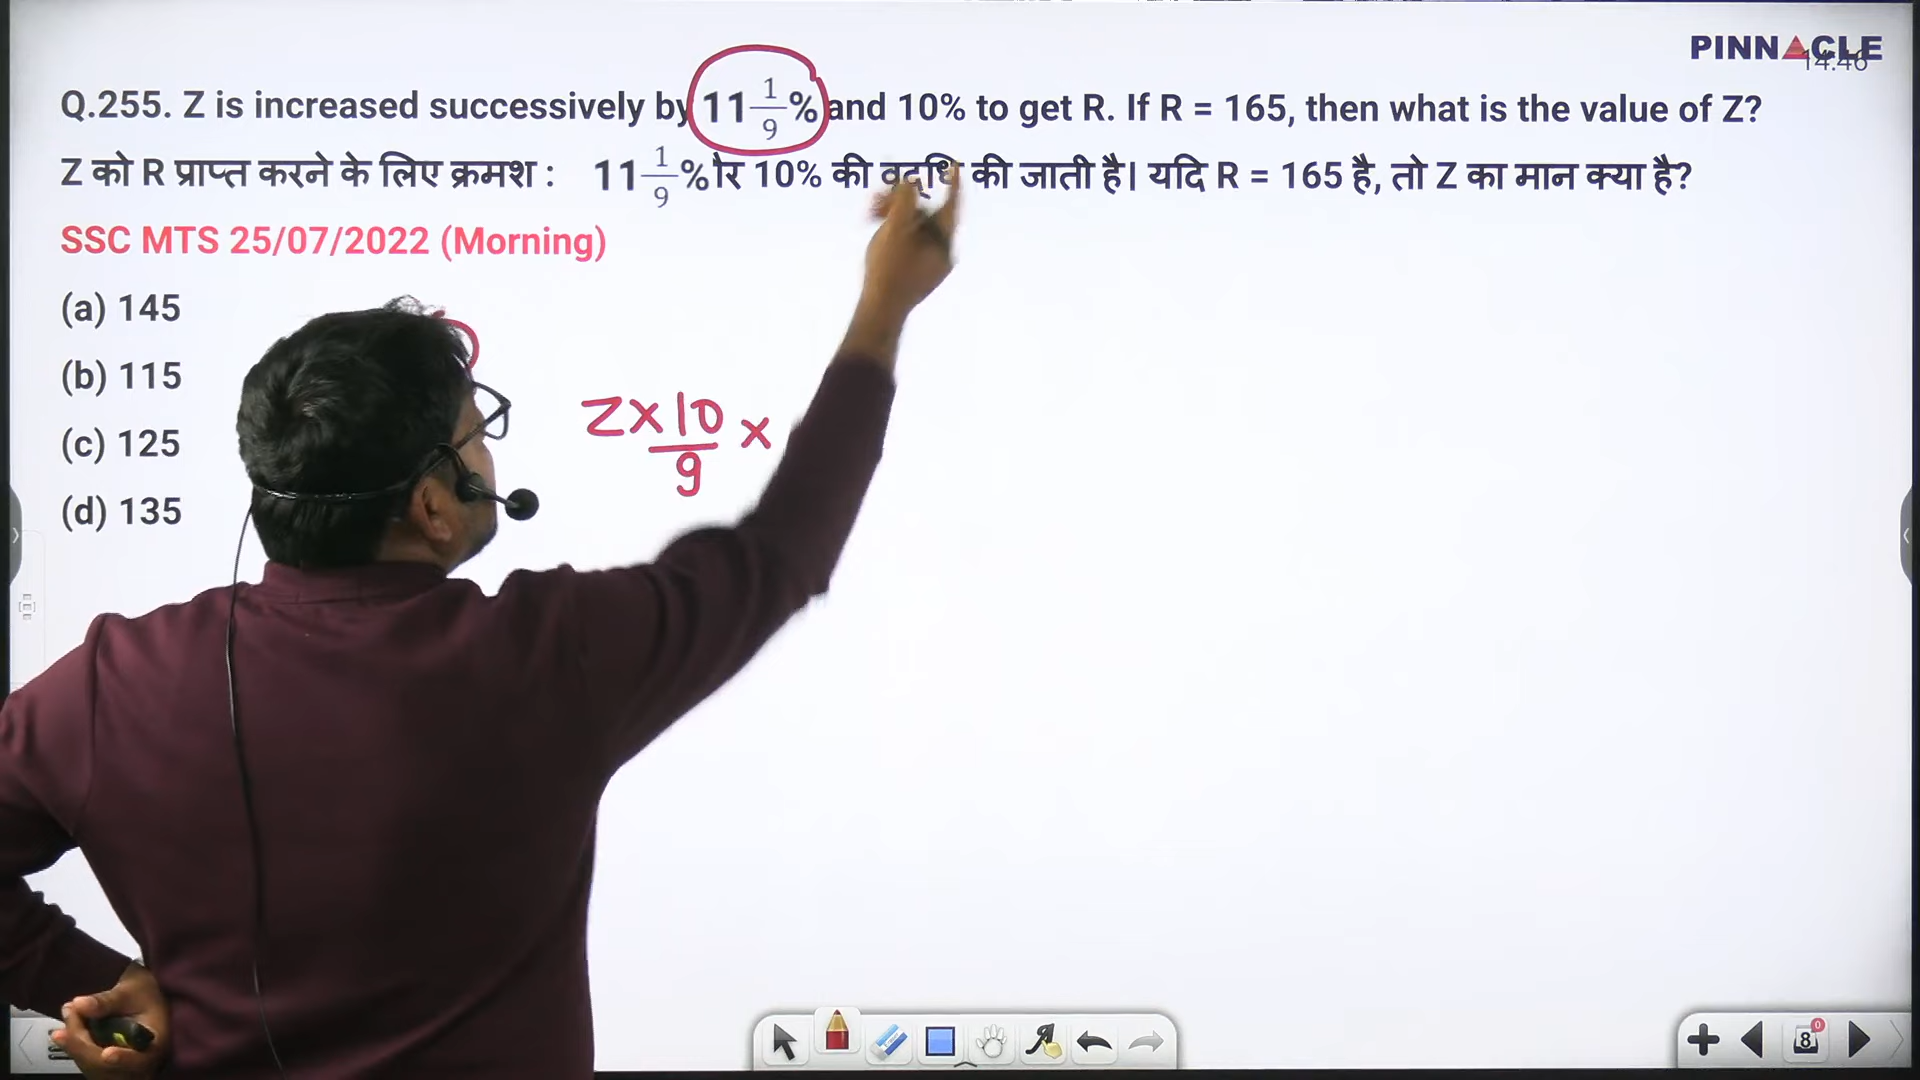 PINNACLE
14:46
Q.255. Z is increased successively by 11 1/9 % and 10% to get R. If R = 165, then what is the value of Z?
Z को R प्राप्त करने के लिए क्रमश : 11 1/9 % ौर 10% की वृद्धि की जाती है। यदि R = 165 है, तो Z का मान क्या है?
SSC MTS 25/07/2022 (Morning)
(a) 145
(b) 115
(c) 125
(d) 135
Z × 10/9 ×
8
0